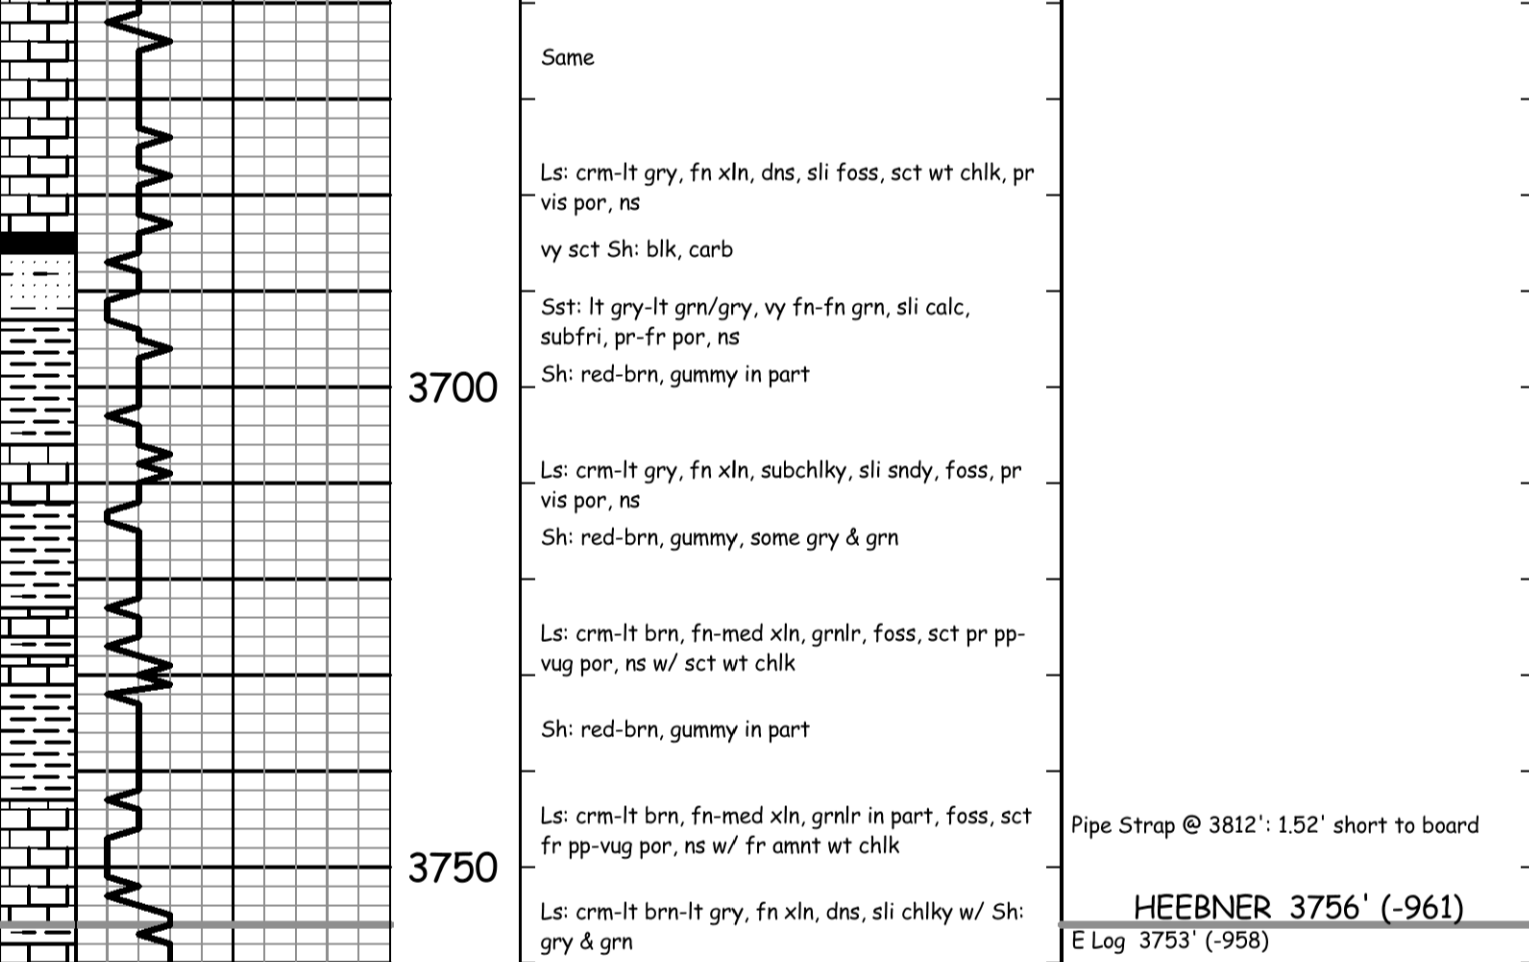 Same
Ls: crm-lt gry, fn xln, dns, sli foss, sct wt chlk, pr
vis por, ns
vy sct Sh: blk, carb
Sst: lt gry-lt grn/gry, vy fn-fn grn, sli calc,
subfri, pr-fr por, ns
Sh: red-brn, gummy in part
3700
Ls: crm-lt gry, fn xln, subchlky, sli sndy, foss, pr
vis por, ns
Sh: red-brn, gummy, some gry & grn
Ls: crm-lt brn, fn-med xln, grnlr, foss, sct pr pp-
vug por, ns w/ sct wt chlk
Sh: red-brn, gummy in part
Ls: crm-lt brn, fn-med xln, grnlr in part, foss, sct
fr pp-vug por, ns w/ fr amnt wt chlk
Pipe Strap @ 3812': 1.52' short to board
3750
Ls: crm-lt brn-lt gry, fn xln, dns, sli chlky w/ Sh:
gry & grn
HEEBNER 3756' (-961)
E Log 3753' (-958)